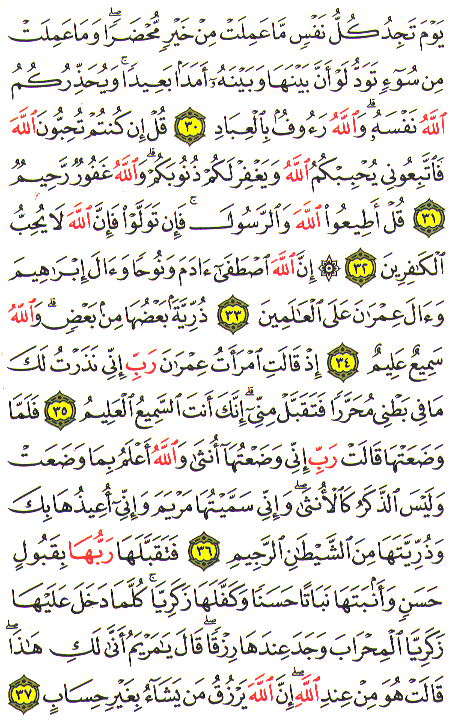 يَوْمَ تَجِدُ كُلُّ نَفْسٍ مَّا عَمِلَتْ مِنْ خَيْرٍ مُّحْضَرًا ۖ وَمَا عَمِلَتْ
مِن سُوٓءٍ تَوَدُّ لَوْ أَنَّ بَيْنَهَا وَبَيْنَهُۥٓ أَمَدًۢا بَعِيدًا ۗ وَيُحَذِّرُكُمُ
ٱللَّهُ نَفْسَهُۥ ۗ وَٱللَّهُ رَءُوفٌۢ بِٱلْعِبَادِ ٣٠ قُلْ إِن كُنتُمْ تُحِبُّونَ ٱللَّهَ
فَٱتَّبِعُونِى يُحْبِبْكُمُ ٱللَّهُ وَيَغْفِرْ لَكُمْ ذُنُوبَكُمْ ۗ وَٱللَّهُ غَفُورٌ رَّحِيمٌ
٣١ قُلْ أَطِيعُوا۟ ٱللَّهَ وَٱلرَّسُولَ ۖ فَإِن تَوَلَّوْا۟ فَإِنَّ ٱللَّهَ لَا يُحِبُّ
ٱلْكَٰفِرِينَ ٣٢ ۞ إِنَّ ٱللَّهَ ٱصْطَفَىٰٓ ءَادَمَ وَنُوحًا وَءَالَ إِبْرَٰهِيمَ
وَءَالَ عِمْرَٰنَ عَلَى ٱلْعَٰلَمِينَ ٣٣ ذُرِّيَّةًۢ بَعْضُهَا مِنۢ بَعْضٍ ۗ وَٱللَّهُ
سَمِيعٌ عَلِيمٌ ٣٤ إِذْ قَالَتِ ٱمْرَأَتُ عِمْرَٰنَ رَبِّ إِنِّى نَذَرْتُ لَكَ
مَا فِى بَطْنِى مُحَرَّرًا فَتَقَبَّلْ مِنِّىٓ ۖ إِنَّكَ أَنتَ ٱلسَّمِيعُ ٱلْعَلِيمُ ٣٥ فَلَمَّا
وَضَعَتْهَا قَالَتْ رَبِّ إِنِّى وَضَعْتُهَآ أُنثَىٰ وَٱللَّهُ أَعْلَمُ بِمَا وَضَعَتْ
وَلَيْسَ ٱلذَّكَرُ كَٱلْأُنثَىٰ ۖ وَإِنِّى سَمَّيْتُهَا مَرْيَمَ وَإِنِّىٓ أُعِيذُهَا بِكَ
وَذُرِّيَّتَهَا مِنَ ٱلشَّيْطَٰنِ ٱلرَّجِيمِ ٣٦ فَتَقَبَّلَهَا رَبُّهَا بِقَبُولٍ
حَسَنٍ وَأَنۢبَتَهَا نَبَاتًا حَسَنًا وَكَفَّلَهَا زَكَرِيَّا ۖ كُلَّمَا دَخَلَ عَلَيْهَا
زَكَرِيَّا ٱلْمِحْرَابَ وَجَدَ عِندَهَا رِزْقًا ۖ قَالَ يَٰمَرْيَمُ أَنَّىٰ لَكِ هَٰذَا ۖ
قَالَتْ هُوَ مِنْ عِندِ ٱللَّهِ ۖ إِنَّ ٱللَّهَ يَرْزُقُ مَن يَشَآءُ بِغَيْرِ حِسَابٍ ٣٧